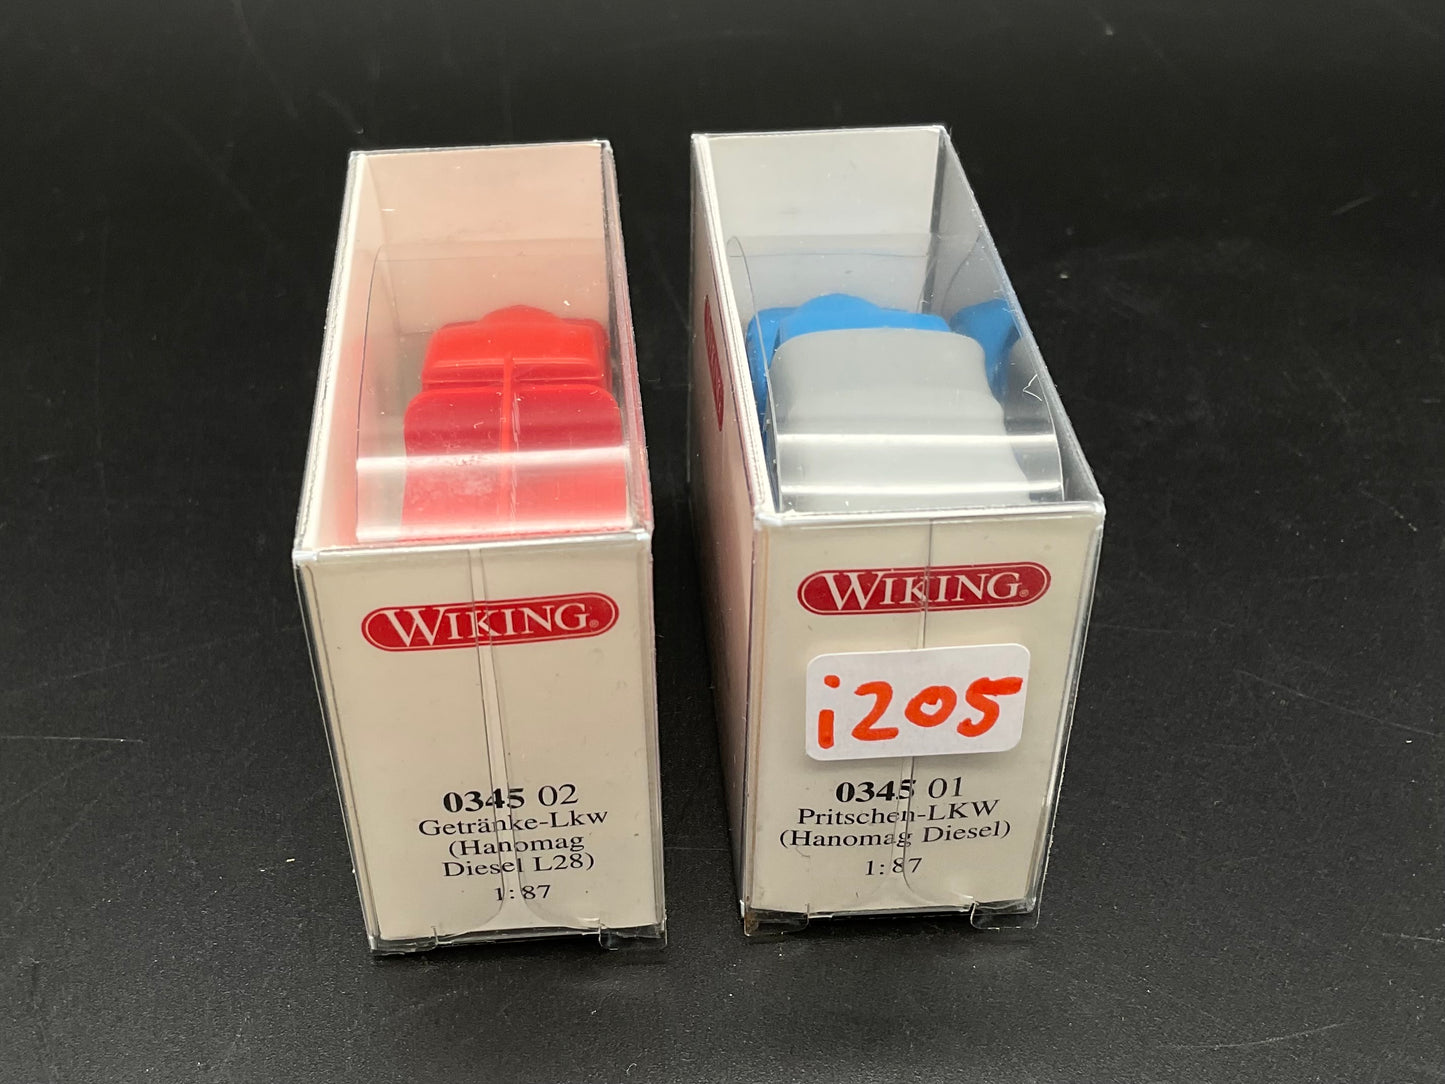 WIKING®
0345 02
Getränke-Lkw
(Hanomag
Diesel L28)
1:87
WIKING®
i205
0345 01
Pritschen-LKW
(Hanomag Diesel)
1:87